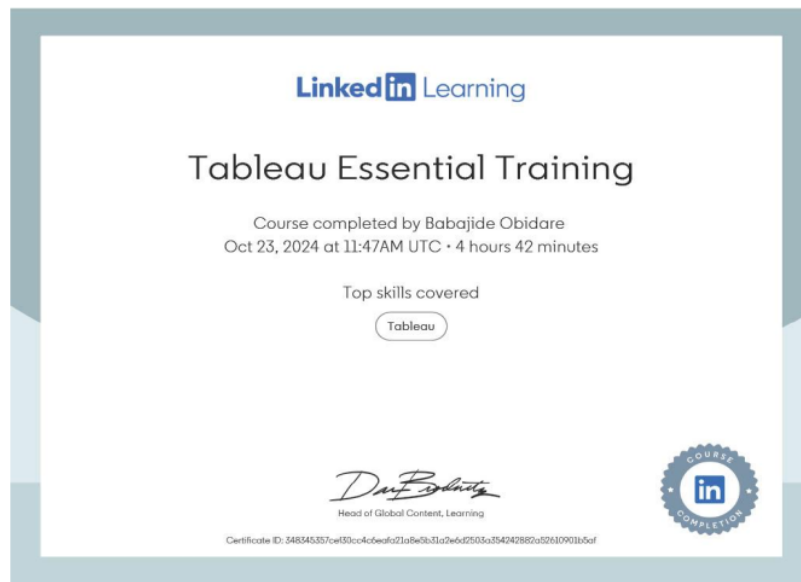 Linked in Learning
Tableau Essential Training
Course completed by Babajide Obidare
Oct 23, 2024 at 11:47AM UTC • 4 hours 42 minutes
Top skills covered
Tableau
Head of Global Content, Learning
COURSE
in
COMPLETION
Certificate ID: